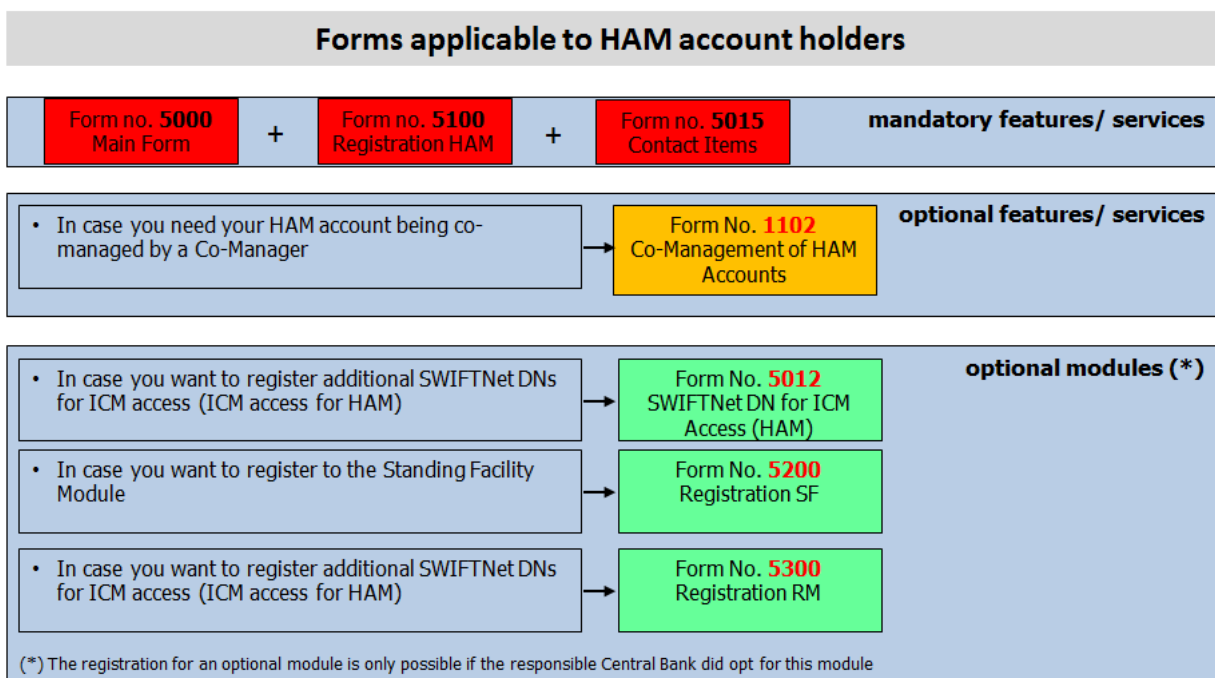 Forms applicable to HAM account holders
Form no. 5000
Main Form
+
Form no. 5100
Registration HAM
+
Form no. 5015
Contact Items
mandatory features/ services
optional features/ services
• In case you need your HAM account being co-
managed by a Co-Manager
Form No. 1102
Co-Management of HAM
Accounts
optional modules (*)
• In case you want to register additional SWIFTNet DNs
for ICM access (ICM access for HAM)
Form No. 5012
SWIFTNet DN for ICM
Access (HAM)
• In case you want to register to the Standing Facility
Module
Form No. 5200
Registration SF
• In case you want to register additional SWIFTNet DNs
for ICM access (ICM access for HAM)
Form No. 5300
Registration RM
(*) The registration for an optional module is only possible if the responsible Central Bank did opt for this module